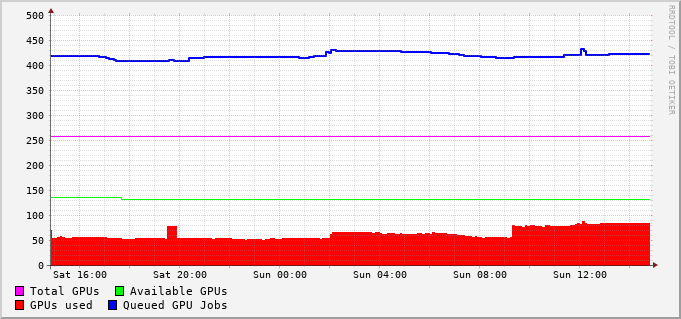 500
450
400
350
300
250
200
150
100
50
0
Sat 16:00 Sat 20:00 Sun 00:00 Sun 04:00 Sun 08:00 Sun 12:00
Total GPUs Available GPUs
GPUs used Queued GPU Jobs
RRDTOOL / TOBI OETIKER